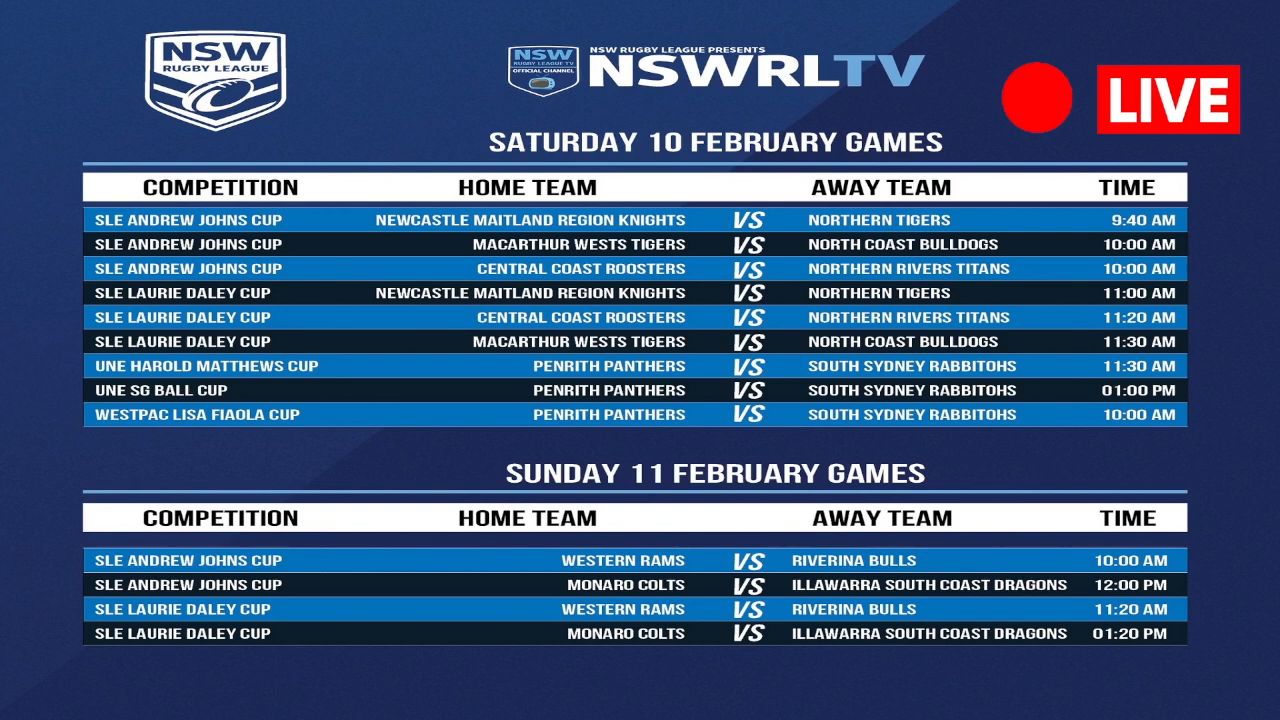 NSW
RUGBY LEAGUE
NSW
RUGBY LEAGUE TV
OFFICIAL CHANNEL
NSW RUGBY LEAGUE PRESENTS
NSWRLTV
LIVE
SATURDAY 10 FEBRUARY GAMES
COMPETITION HOME TEAM AWAY TEAM TIME
SLE ANDREW JOHNS CUP NEWCASTLE MAITLAND REGION KNIGHTS VS NORTHERN TIGERS 9:40 AM
SLE ANDREW JOHNS CUP MACARTHUR WESTS TIGERS VS NORTH COAST BULLDOGS 10:00 AM
SLE ANDREW JOHNS CUP CENTRAL COAST ROOSTERS VS NORTHERN RIVERS TITANS 10:00 AM
SLE LAURIE DALEY CUP NEWCASTLE MAITLAND REGION KNIGHTS VS NORTHERN TIGERS 11:00 AM
SLE LAURIE DALEY CUP CENTRAL COAST ROOSTERS VS NORTHERN RIVERS TITANS 11:20 AM
SLE LAURIE DALEY CUP MACARTHUR WESTS TIGERS VS NORTH COAST BULLDOGS 11:30 AM
UNE HAROLD MATTHEWS CUP PENRITH PANTHERS VS SOUTH SYDNEY RABBITOHS 11:30 AM
UNE SG BALL CUP PENRITH PANTHERS VS SOUTH SYDNEY RABBITOHS 01:00 PM
WESTPAC LISA FIAOLA CUP PENRITH PANTHERS VS SOUTH SYDNEY RABBITOHS 10:00 AM
SUNDAY 11 FEBRUARY GAMES
COMPETITION HOME TEAM AWAY TEAM TIME
SLE ANDREW JOHNS CUP WESTERN RAMS VS RIVERINA BULLS 10:00 AM
SLE ANDREW JOHNS CUP MONARO COLTS VS ILLAWARRA SOUTH COAST DRAGONS 12:00 PM
SLE LAURIE DALEY CUP WESTERN RAMS VS RIVERINA BULLS 11:20 AM
SLE LAURIE DALEY CUP MONARO COLTS VS ILLAWARRA SOUTH COAST DRAGONS 01:20 PM